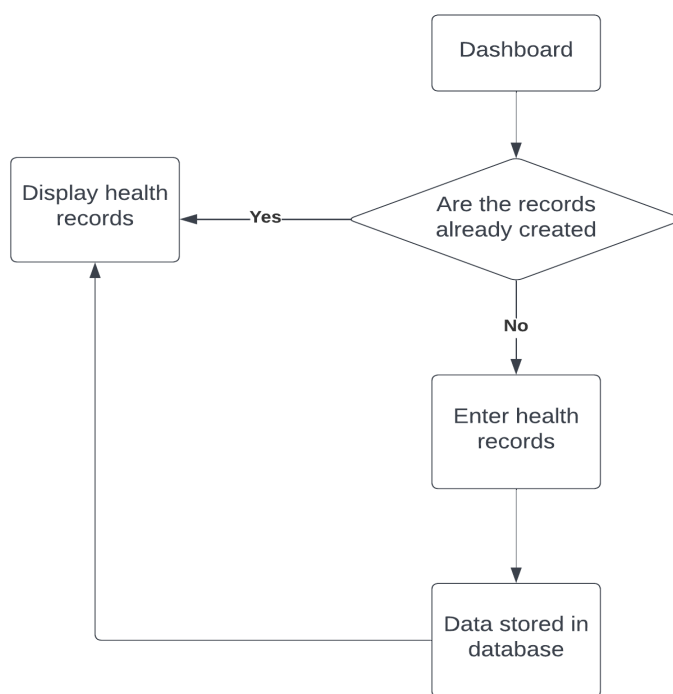 Dashboard
Are the records
already created
Yes
Display health
records
No
Enter health
records
Data stored in
database